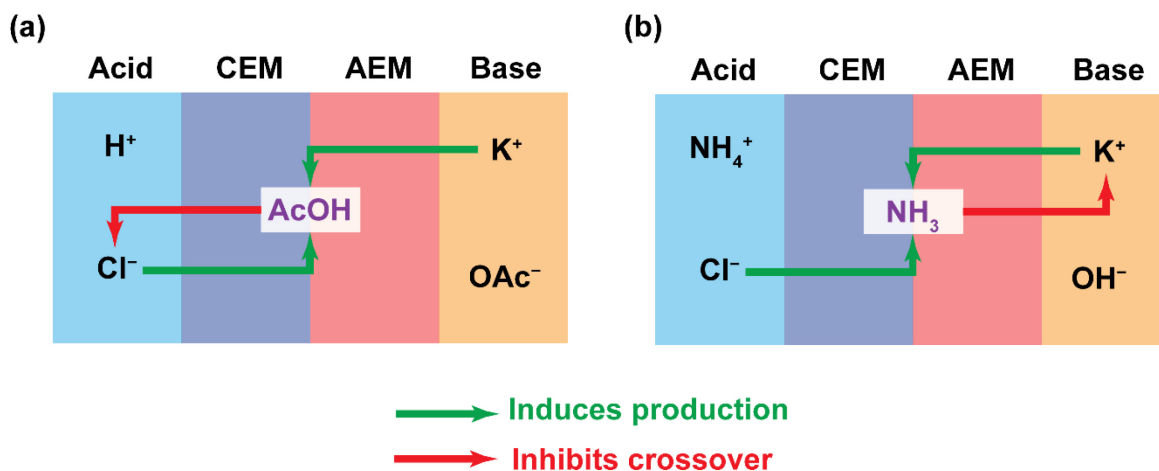 (a)
Acid CEM AEM Base
H⁺ K⁺
AcOH
Cl⁻ OAc⁻
(b)
Acid CEM AEM Base
NH₄⁺ K⁺
NH₃
Cl⁻ OH⁻
Induces production
Inhibits crossover